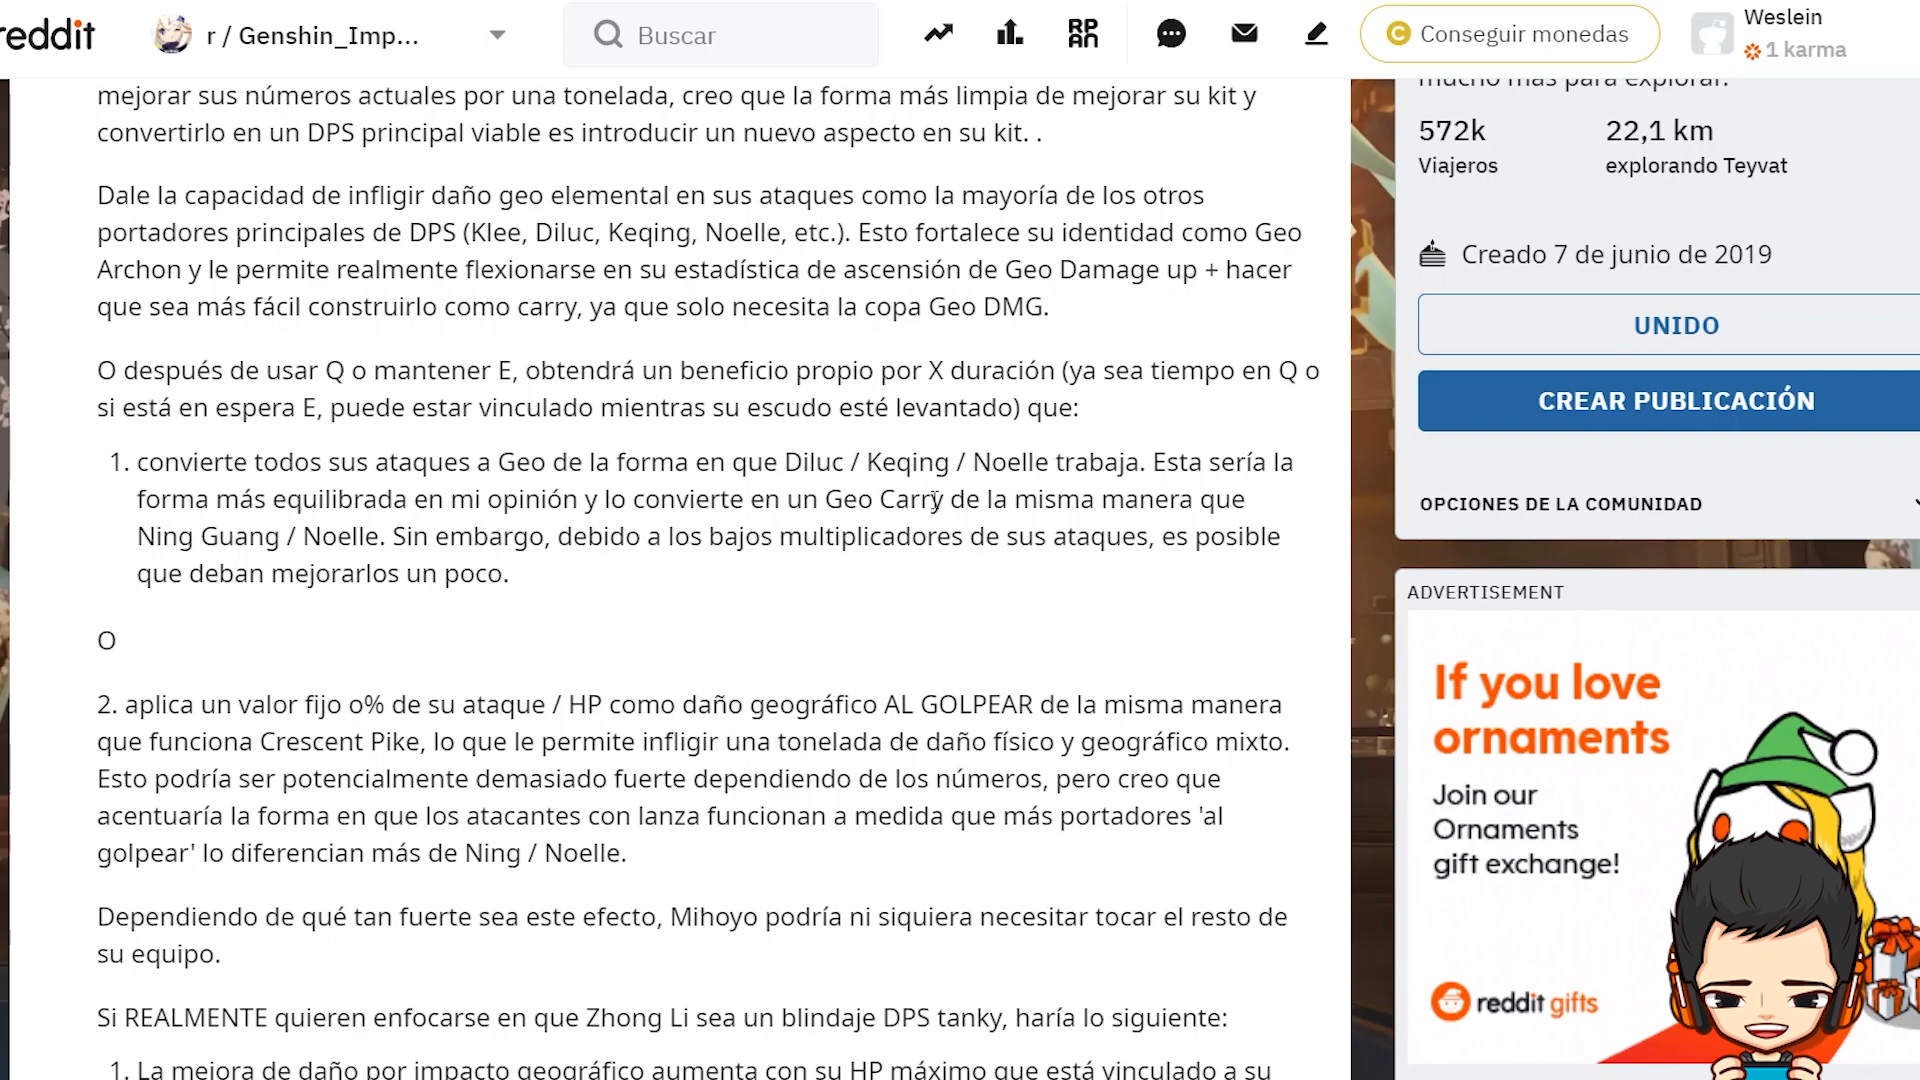 reddit
r / Genshin_Imp...
Buscar
RPAN
Conseguir monedas
Weslein
1 karma
mejorar sus números actuales por una tonelada, creo que la forma más limpia de mejorar su kit y
convertirlo en un DPS principal viable es introducir un nuevo aspecto en su kit. .
Dale la capacidad de infligir daño geo elemental en sus ataques como la mayoría de los otros
portadores principales de DPS (Klee, Diluc, Keqing, Noelle, etc.). Esto fortalece su identidad como Geo
Archon y le permite realmente flexionarse en su estadística de ascensión de Geo Damage up + hacer
que sea más fácil construirlo como carry, ya que solo necesita la copa Geo DMG.
O después de usar Q o mantener E, obtendrá un beneficio propio por X duración (ya sea tiempo en Q o
si está en espera E, puede estar vinculado mientras su escudo esté levantado) que:
1. convierte todos sus ataques a Geo de la forma en que Diluc / Keqing / Noelle trabaja. Esta sería la
forma más equilibrada en mi opinión y lo convierte en un Geo Carry de la misma manera que
Ning Guang / Noelle. Sin embargo, debido a los bajos multiplicadores de sus ataques, es posible
que deban mejorarlos un poco.
O
2. aplica un valor fijo o% de su ataque / HP como daño geográfico AL GOLPEAR de la misma manera
que funciona Crescent Pike, lo que le permite infligir una tonelada de daño físico y geográfico mixto.
Esto podría ser potencialmente demasiado fuerte dependiendo de los números, pero creo que
acentuaría la forma en que los atacantes con lanza funcionan a medida que más portadores 'al
golpear' lo diferencian más de Ning / Noelle.
Dependiendo de qué tan fuerte sea este efecto, Mihoyo podría ni siquiera necesitar tocar el resto de
su equipo.
Si REALMENTE quieren enfocarse en que Zhong Li sea un blindaje DPS tanky, haría lo siguiente:
1. La mejora de daño por impacto geográfico aumenta con su HP máximo que está vinculado a su
mucho más para explorar.
572k
Viajeros
22,1 km
explorando Teyvat
Creado 7 de junio de 2019
UNIDO
CREAR PUBLICACIÓN
OPCIONES DE LA COMUNIDAD
ADVERTISEMENT
If you love
ornaments
Join our
Ornaments
gift exchange!
reddit gifts